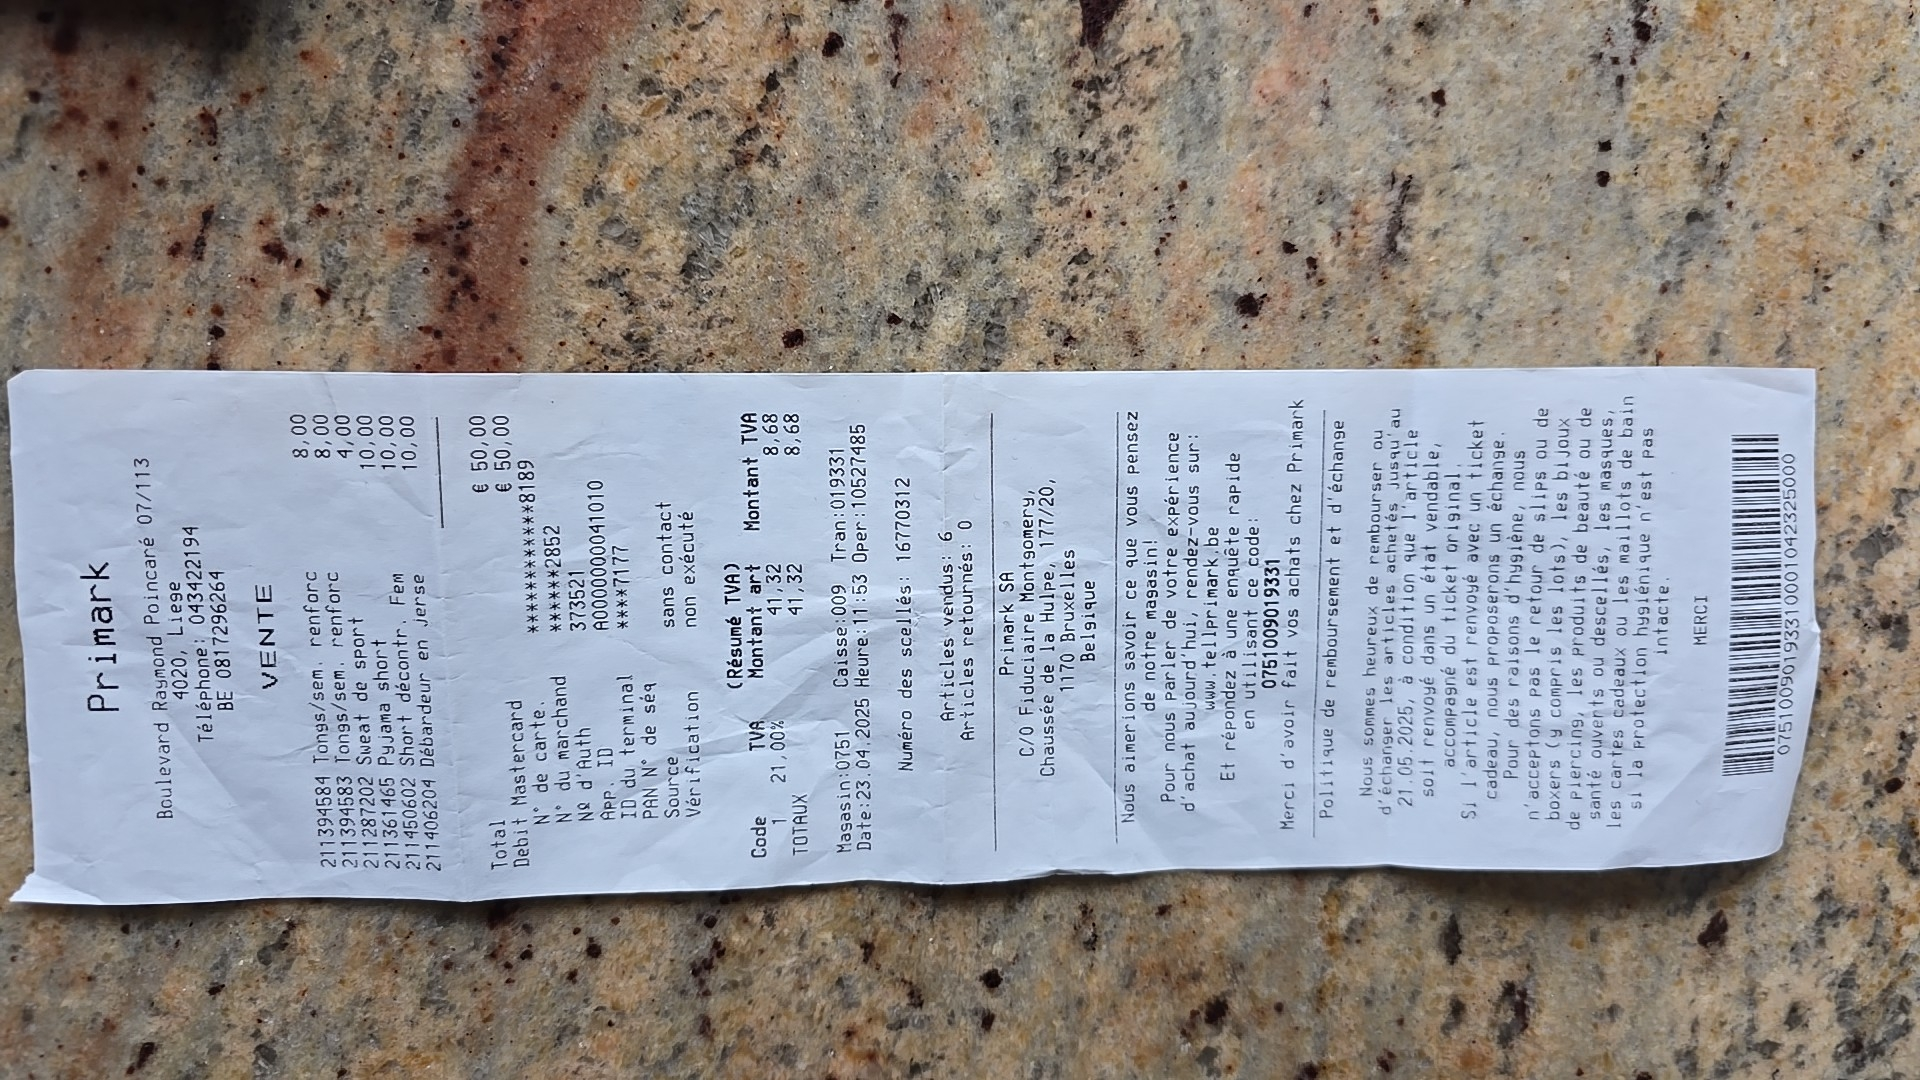 Primark
Boulevard Raymond Poincaré 07/113
4020, Liege
Téléphone: 043422194
BE 0817296264
VENTE
211394584 Tongs/sem. renforc 8,00
211394583 Tongs/sem. renforc 8,00
211287202 Sweat de sport 4,00
211361465 Pyjama short 10,00
211460602 Short décontr. Fem 10,00
211406204 Débardeur en jerse 10,00
Total € 50,00
Debit Mastercard € 50,00
N° de carte. ************8189
N° du marchand ******2852
Nº d'Auth 373521
App. ID A0000000041010
ID du terminal ****7177
PAN N° de séq
Source sans contact
Vérification non exécuté
(Résumé TVA)
Code TVA Montant art Montant TVA
1 21,00% 41,32 8,68
TOTAUX 41,32 8,68
Magasin:0751 Caisse:009 Tran:019331
Date:23.04.2025 Heure:11:53 Oper:10527485
Numéro des scellés: 16770312
Articles vendus: 6
Articles retournés: 0
Primark SA
C/O Fiduciaire Montgomery,
Chaussée de la Hulpe, 177/20,
1170 Bruxelles
Belgique
Nous aimerions savoir ce que vous pensez
de notre magasin!
Pour nous parler de votre expérience
d'achat aujourd'hui, rendez-vous sur:
www.tellprimark.be
Et répondez à une enquête rapide
en utilisant ce code:
0751009019331
Merci d'avoir fait vos achats chez Primark
Politique de remboursement et d'échange
Nous sommes heureux de rembourser ou
d'échanger les articles achetés jusqu'au
21.05.2025, à condition que l'article
soit renvoyé dans un état vendable,
accompagné du ticket original.
Si l'article est renvoyé avec un ticket
cadeau, nous proposerons un échange.
Pour des raisons d'hygiène, nous
n'acceptons pas le retour de slips ou de
boxers (y compris les lots), les bijoux
de piercing, les produits de beauté ou de
santé ouverts ou descellés, les masques,
les cartes cadeaux ou les maillots de bain
si la protection hygiénique n'est pas
intacte.
MERCI
07510090193310001042325000